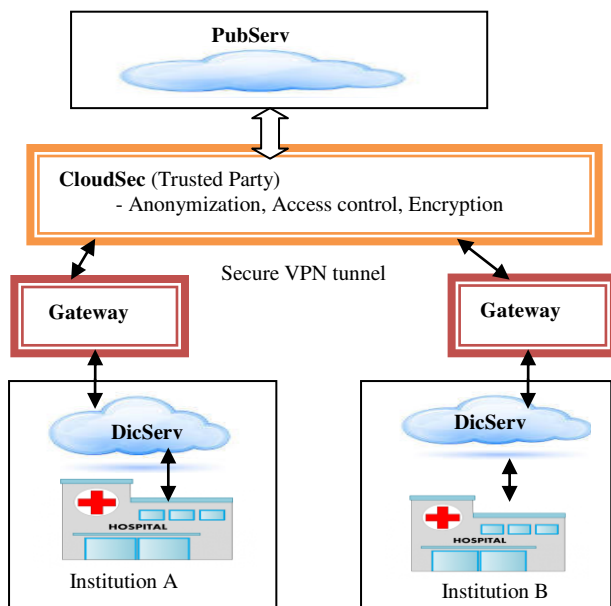 PubServ
CloudSec (Trusted Party)
- Anonymization, Access control, Encryption
Secure VPN tunnel
Gateway
Gateway
DicServ
DicServ
HOSPITAL
HOSPITAL
Institution A
Institution B